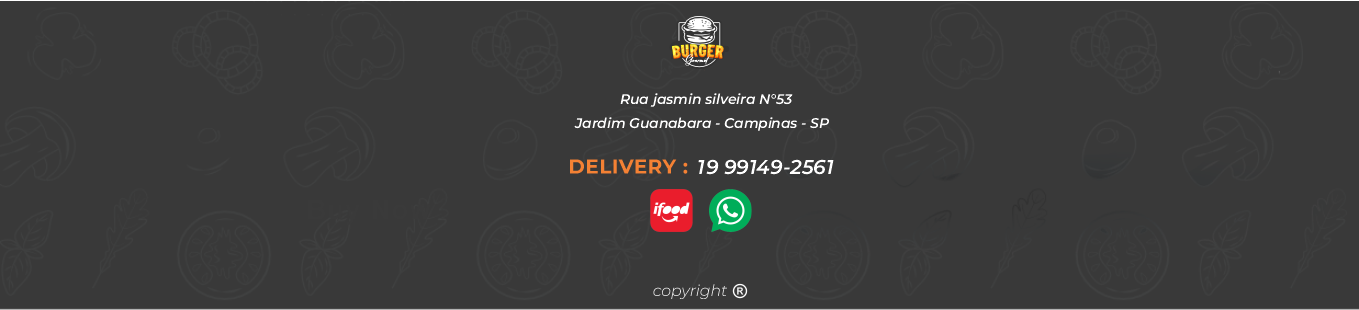 BURGER
Gourmet
Rua jasmin silveira N°53
Jardim Guanabara - Campinas - SP
DELIVERY : 19 99149-2561
ifood
copyright ®